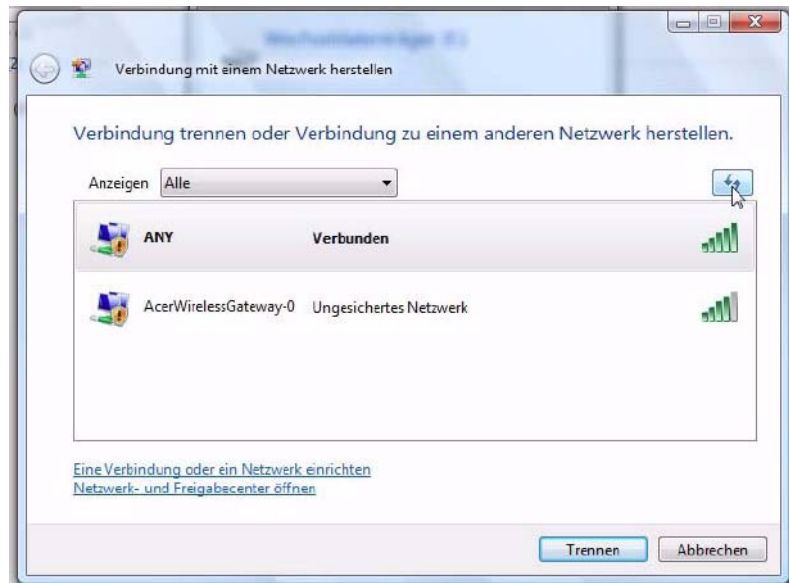 Verbindung mit einem Netzwerk herstellen
Verbindung trennen oder Verbindung zu einem anderen Netzwerk herstellen.
Anzeigen Alle
ANY Verbunden
AcerWirelessGateway-0 Ungesichertes Netzwerk
Eine Verbindung oder ein Netzwerk einrichten
Netzwerk- und Freigabecenter öffnen
Trennen Abbrechen